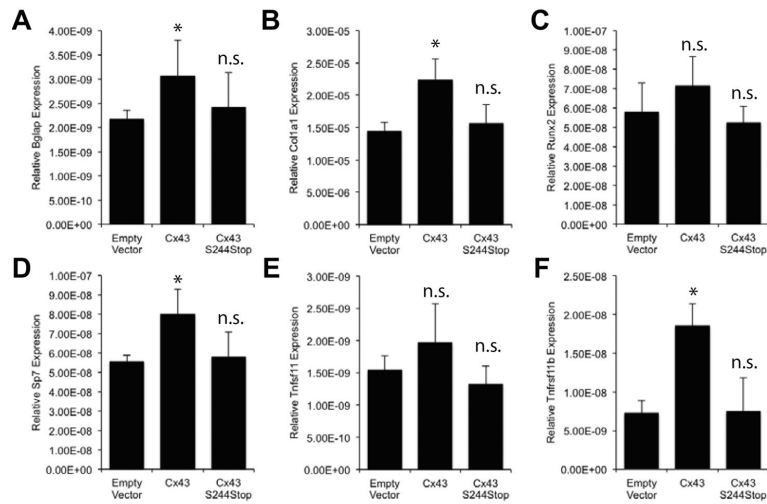 A
Relative Bglap Expression
4.00E-09
3.50E-09
3.00E-09
2.50E-09
2.00E-09
1.50E-09
1.00E-09
5.00E-10
0.00E+00
*
n.s.
Empty
Vector
Cx43
Cx43
S244Stop
B
Relative Col1a1 Expression
3.00E-05
2.50E-05
2.00E-05
1.50E-05
1.00E-05
5.00E-06
0.00E+00
*
n.s.
Empty
Vector
Cx43
Cx43
S244Stop
C
Relative Runx2 Expression
1.00E-07
9.00E-08
8.00E-08
7.00E-08
6.00E-08
5.00E-08
4.00E-08
3.00E-08
2.00E-08
1.00E-08
0.00E+00
n.s.
n.s.
Empty
Vector
Cx43
Cx43
S244Stop
D
Relative Sp7 Expression
1.00E-07
9.00E-08
8.00E-08
7.00E-08
6.00E-08
5.00E-08
4.00E-08
3.00E-08
2.00E-08
1.00E-08
0.00E+00
*
n.s.
Empty
Vector
Cx43
Cx43
S244Stop
E
Relative Tnfsf11 Expression
3.00E-09
2.50E-09
2.00E-09
1.50E-09
1.00E-09
5.00E-10
0.00E+00
n.s.
n.s.
Empty
Vector
Cx43
Cx43
S244Stop
F
Relative Tnfrsf11b Expression
2.50E-08
2.00E-08
1.50E-08
1.00E-08
5.00E-09
0.00E+00
*
n.s.
Empty
Vector
Cx43
Cx43
S244Stop